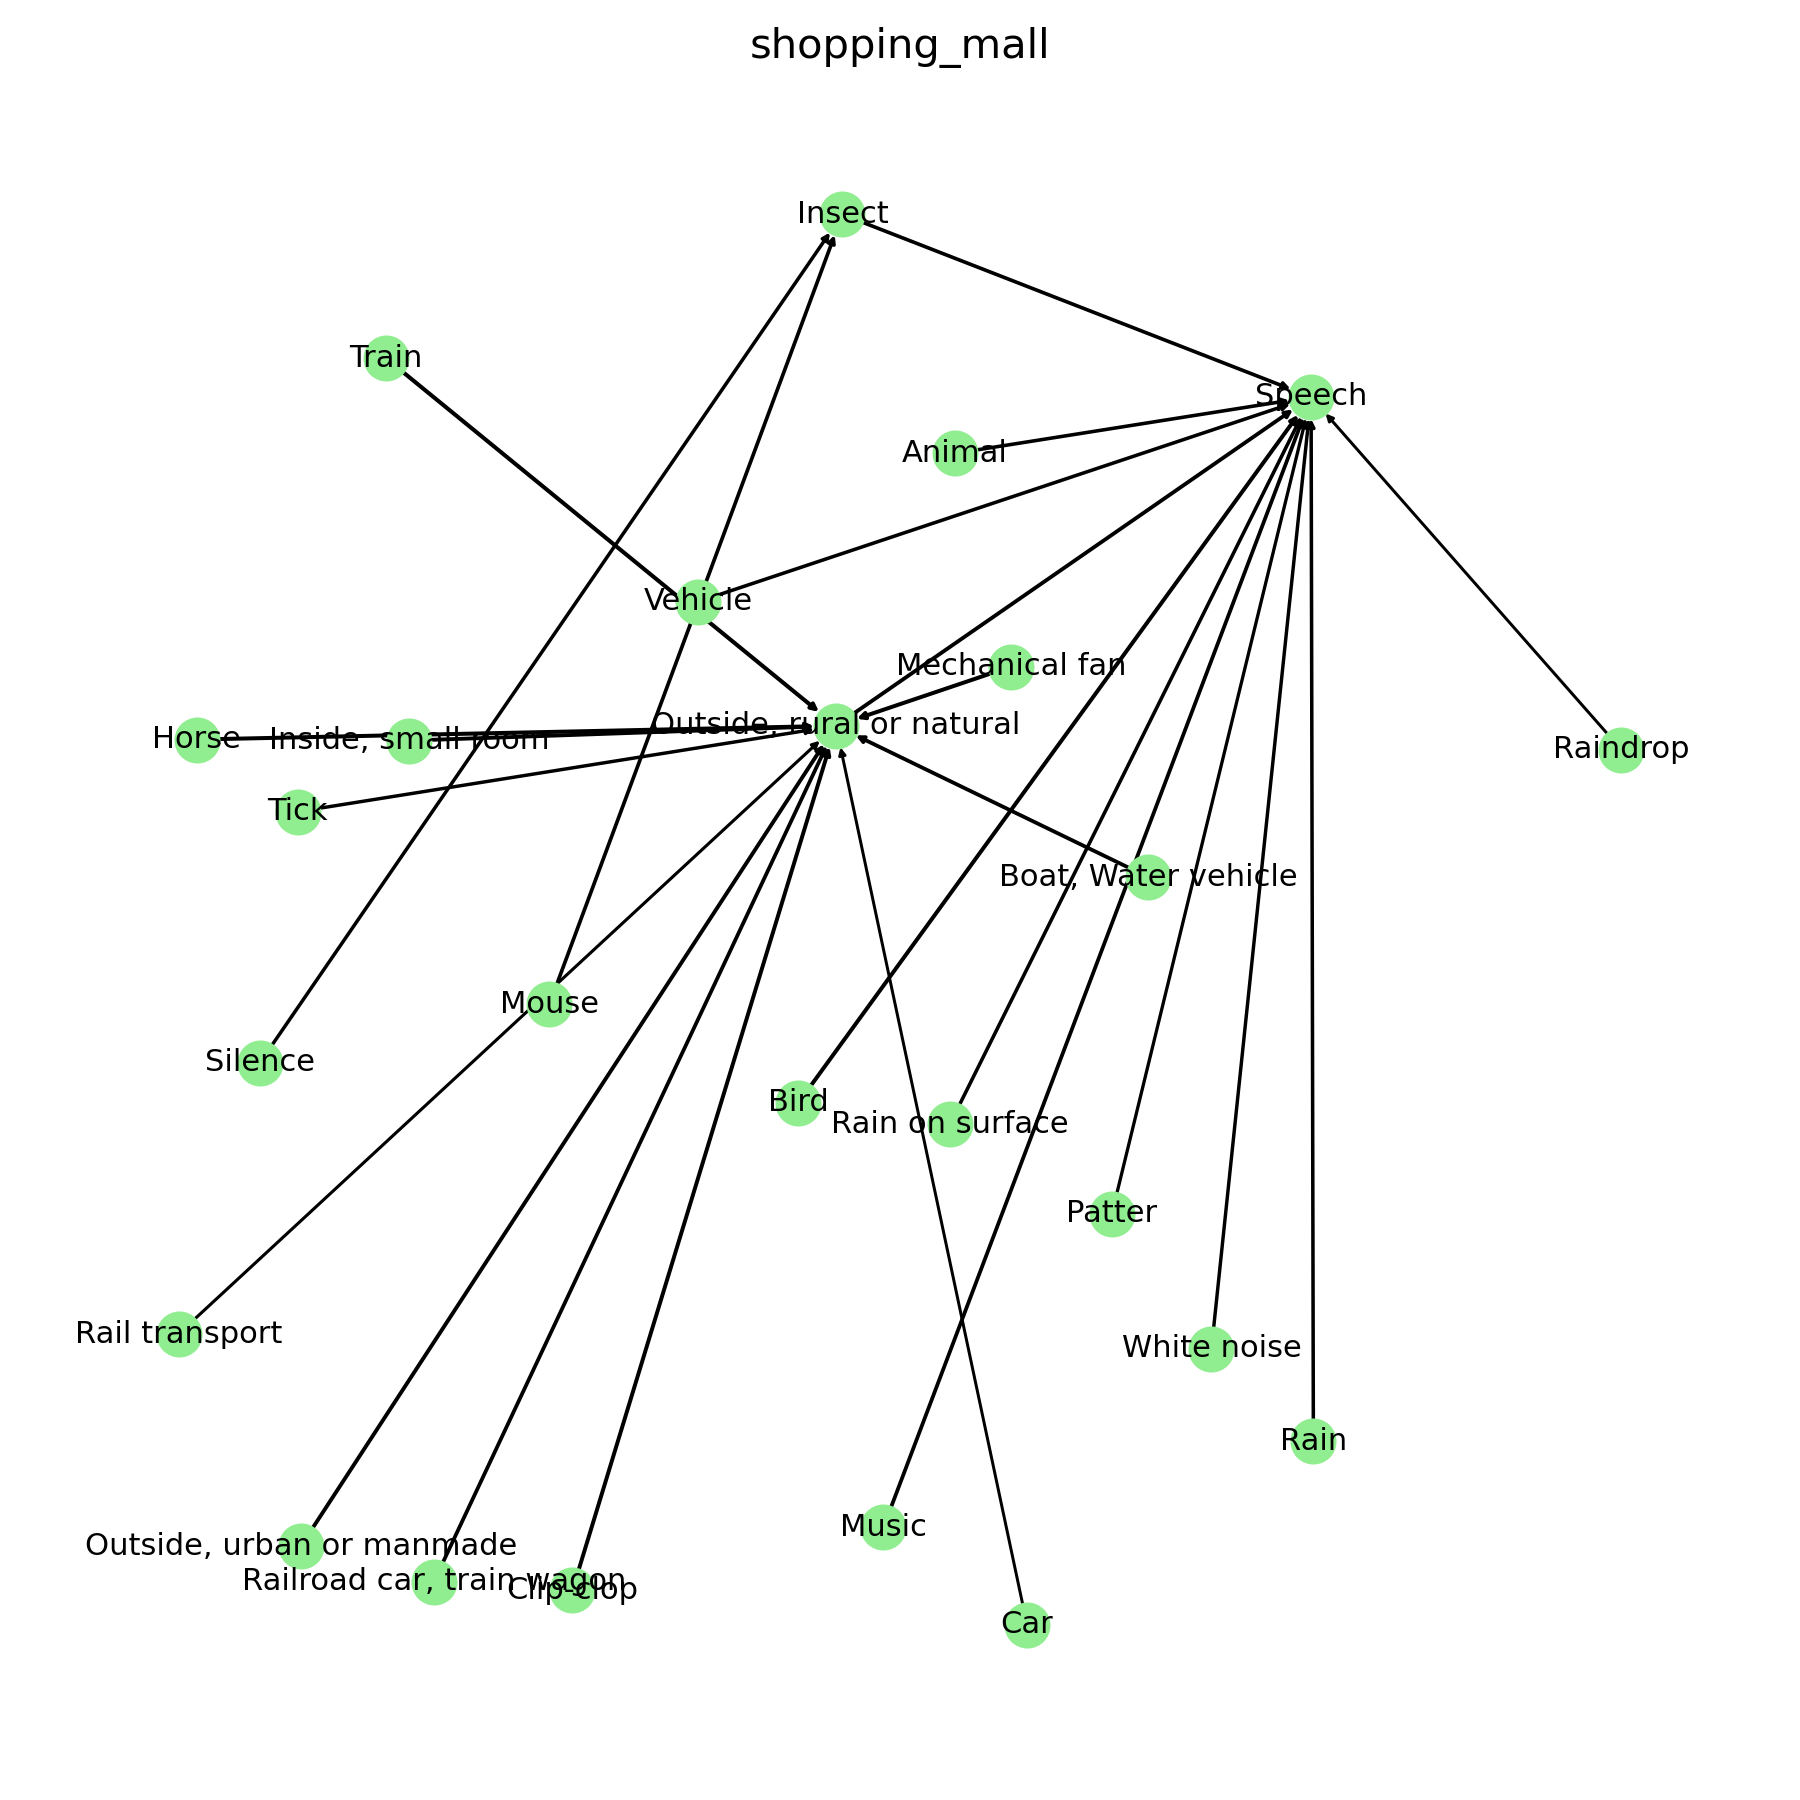 shopping_mall
Insect
Train
Speech
Animal
Vehicle
Mechanical fan
Outside, rural or natural
Horse
Inside, small room
Raindrop
Tick
Boat, Water vehicle
Mouse
Silence
Bird
Rain on surface
Patter
Rail transport
White noise
Rain
Music
Outside, urban or manmade
Railroad car, train wagon
Clip-clop
Car